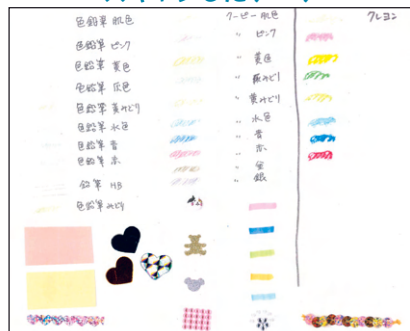 色鉛筆 肌色
色鉛筆 ピンク
色鉛筆 黄色
色鉛筆 灰色
色鉛筆 黄みどり
色鉛筆 水色
色鉛筆 青
色鉛筆 赤
鉛筆 HB
色鉛筆 みどり
クーピー 肌色
〃 ピンク
〃 黄色
〃 黄みどり
〃 水色
〃 青
〃 赤
〃 金
〃 銀
クレヨン